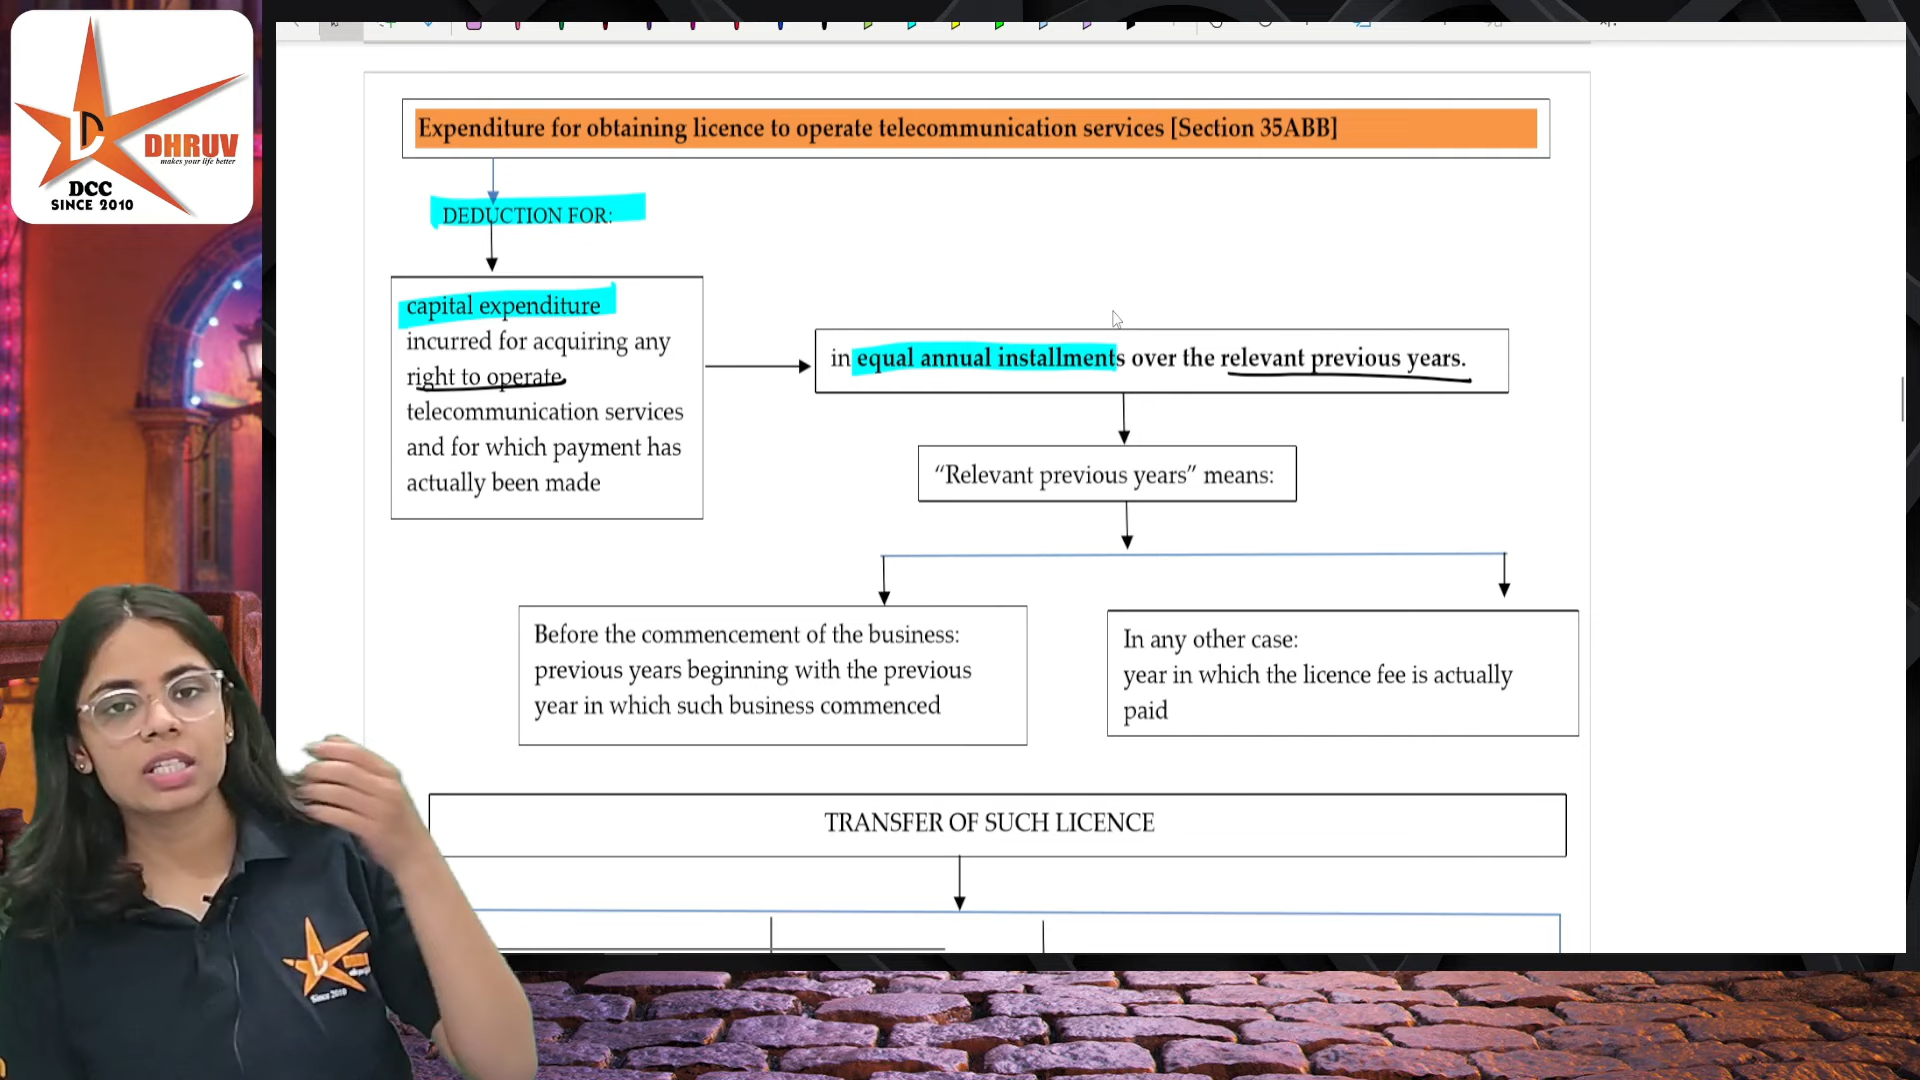 DHRUV
makes your life better
DCC
SINCE 2010
Expenditure for obtaining licence to operate telecommunication services [Section 35ABB]
DEDUCTION FOR:
capital expenditure
incurred for acquiring any
right to operate
telecommunication services
and for which payment has
actually been made
in equal annual installments over the relevant previous years.
“Relevant previous years” means:
Before the commencement of the business:
previous years beginning with the previous
year in which such business commenced
In any other case:
year in which the licence fee is actually
paid
TRANSFER OF SUCH LICENCE
Since 2010